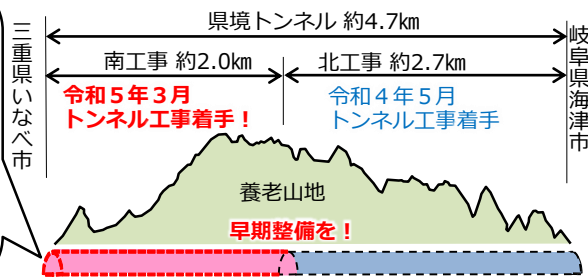 県境トンネル 約4.7km
三重県いなべ市
南工事 約2.0km
北工事 約2.7km
岐阜県海津市
令和５年３月
トンネル工事着手！
令和４年５月
トンネル工事着手
養老山地
早期整備を！